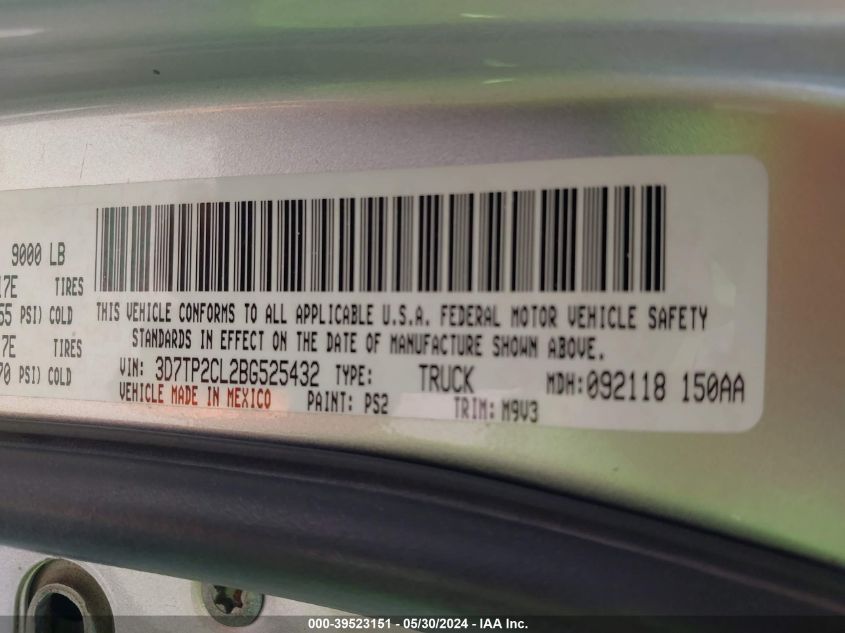 9000 LB
17E TIRES
55 PSI) COLD
7E TIRES
70 PSI) COLD
THIS VEHICLE CONFORMS TO ALL APPLICABLE U.S.A. FEDERAL MOTOR VEHICLE SAFETY
STANDARDS IN EFFECT ON THE DATE OF MANUFACTURE SHOWN ABOVE.
VIN: 3D7TP2CL2BG525432 TYPE: TRUCK MDH:092118 150AA
VEHICLE MADE IN MEXICO PAINT: PS2 TRIM: M9V3
000-39523151 - 05/30/2024 - IAA Inc.